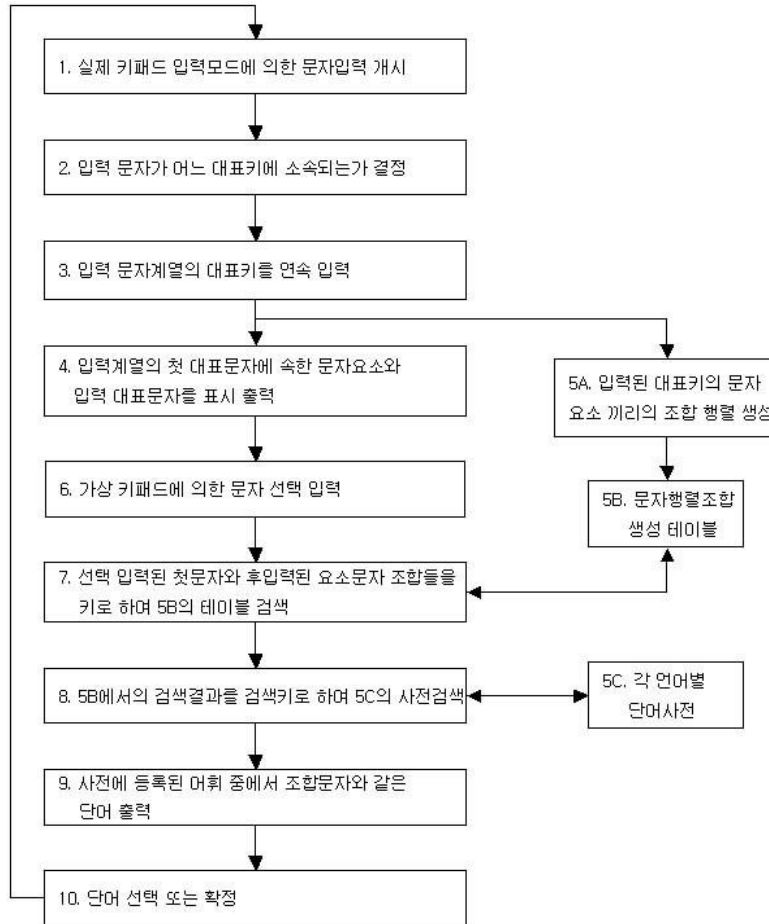 1. 실제 키패드 입력모드에 의한 문자입력 개시
2. 입력 문자가 어느 대표키에 소속되는가 결정
3. 입력 문자계열의 대표키를 연속 입력
4. 입력계열의 첫 대표문자에 속한 문자요소와
입력 대표문자를 표시 출력
5A. 입력된 대표키의 문자
요소 끼리의 조합 행렬 생성
6. 가상 키패드에 의한 문자 선택 입력
5B. 문자행렬조합
생성 테이블
7. 선택 입력된 첫문자와 후입력된 요소문자 조합들을
키로 하여 5B의 테이블 검색
8. 5B에서의 검색결과를 검색키로 하여 5C의 사전검색
5C. 각 언어별
단어사전
9. 사전에 등록된 어휘 중에서 조합문자와 같은
단어 출력
10. 단어 선택 또는 확정